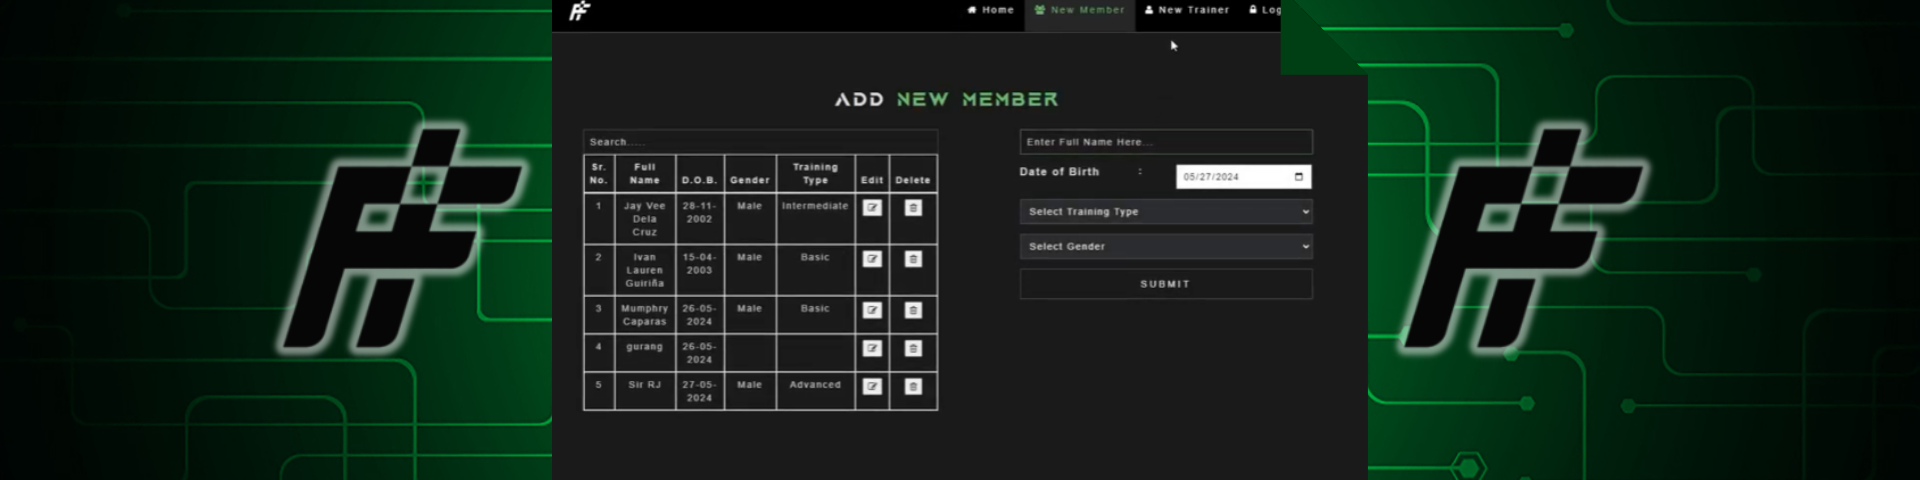 Home New Member New Trainer Log
ADD NEW MEMBER
Search.....
Sr. No. Full Name D.O.B. Gender Training Type Edit Delete
1 Jay Vee Dela Cruz 28-11-2002 Male Intermediate
2 Ivan Lauren Guiriña 15-04-2003 Male Basic
3 Mumphry Caparas 26-05-2024 Male Basic
4 gurang 26-05-2024
5 Sir RJ 27-05-2024 Male Advanced
Enter Full Name Here...
Date of Birth : 05/27/2024
Select Training Type
Select Gender
SUBMIT